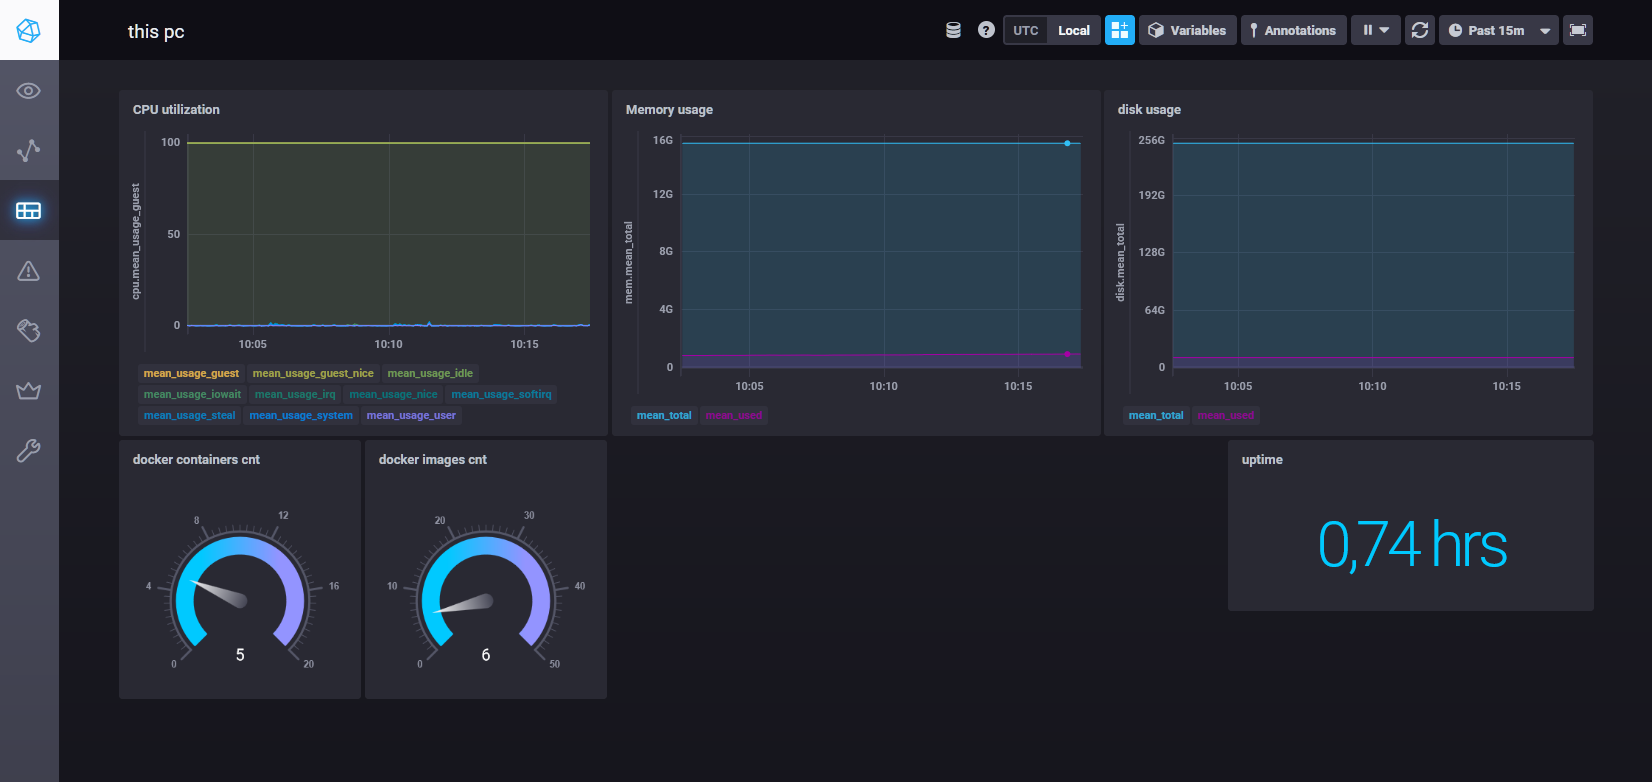 this pc
UTC Local Variables Annotations Past 15m
CPU utilization
cpu.mean_usage_guest
100
50
0
10:05 10:10 10:15
mean_usage_guest mean_usage_guest_nice mean_usage_idle
mean_usage_iowait mean_usage_irq mean_usage_nice mean_usage_softirq
mean_usage_steal mean_usage_system mean_usage_user
Memory usage
mem.mean_total
16G
12G
8G
4G
0
10:05 10:10 10:15
mean_total mean_used
disk usage
disk.mean_total
256G
192G
128G
64G
0
10:05 10:10 10:15
mean_total mean_used
docker containers cnt
8 12
4 16
0 20
5
docker images cnt
20 30
10 40
0 50
6
uptime
0,74 hrs